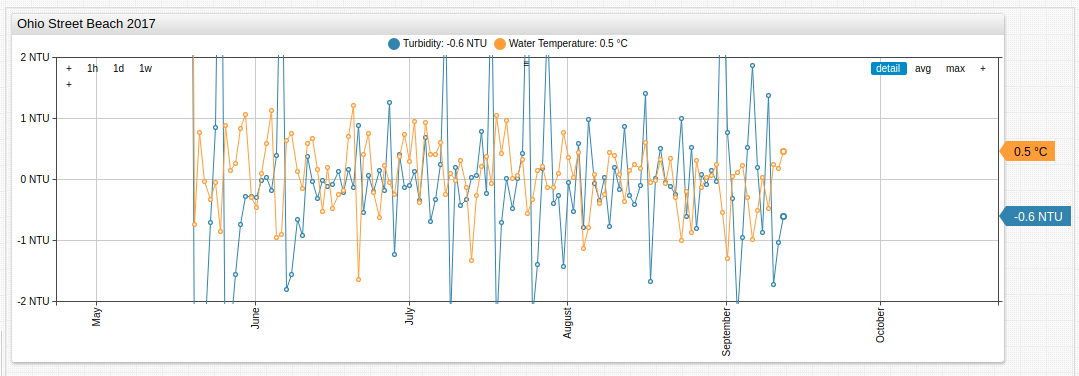 Ohio Street Beach 2017
Turbidity: -0.6 NTU Water Temperature: 0.5 °C
2 NTU
+ 1h 1d 1w detail avg max +
+
1 NTU
0.5 °C
0 NTU
-0.6 NTU
-1 NTU
-2 NTU
May June July August September October